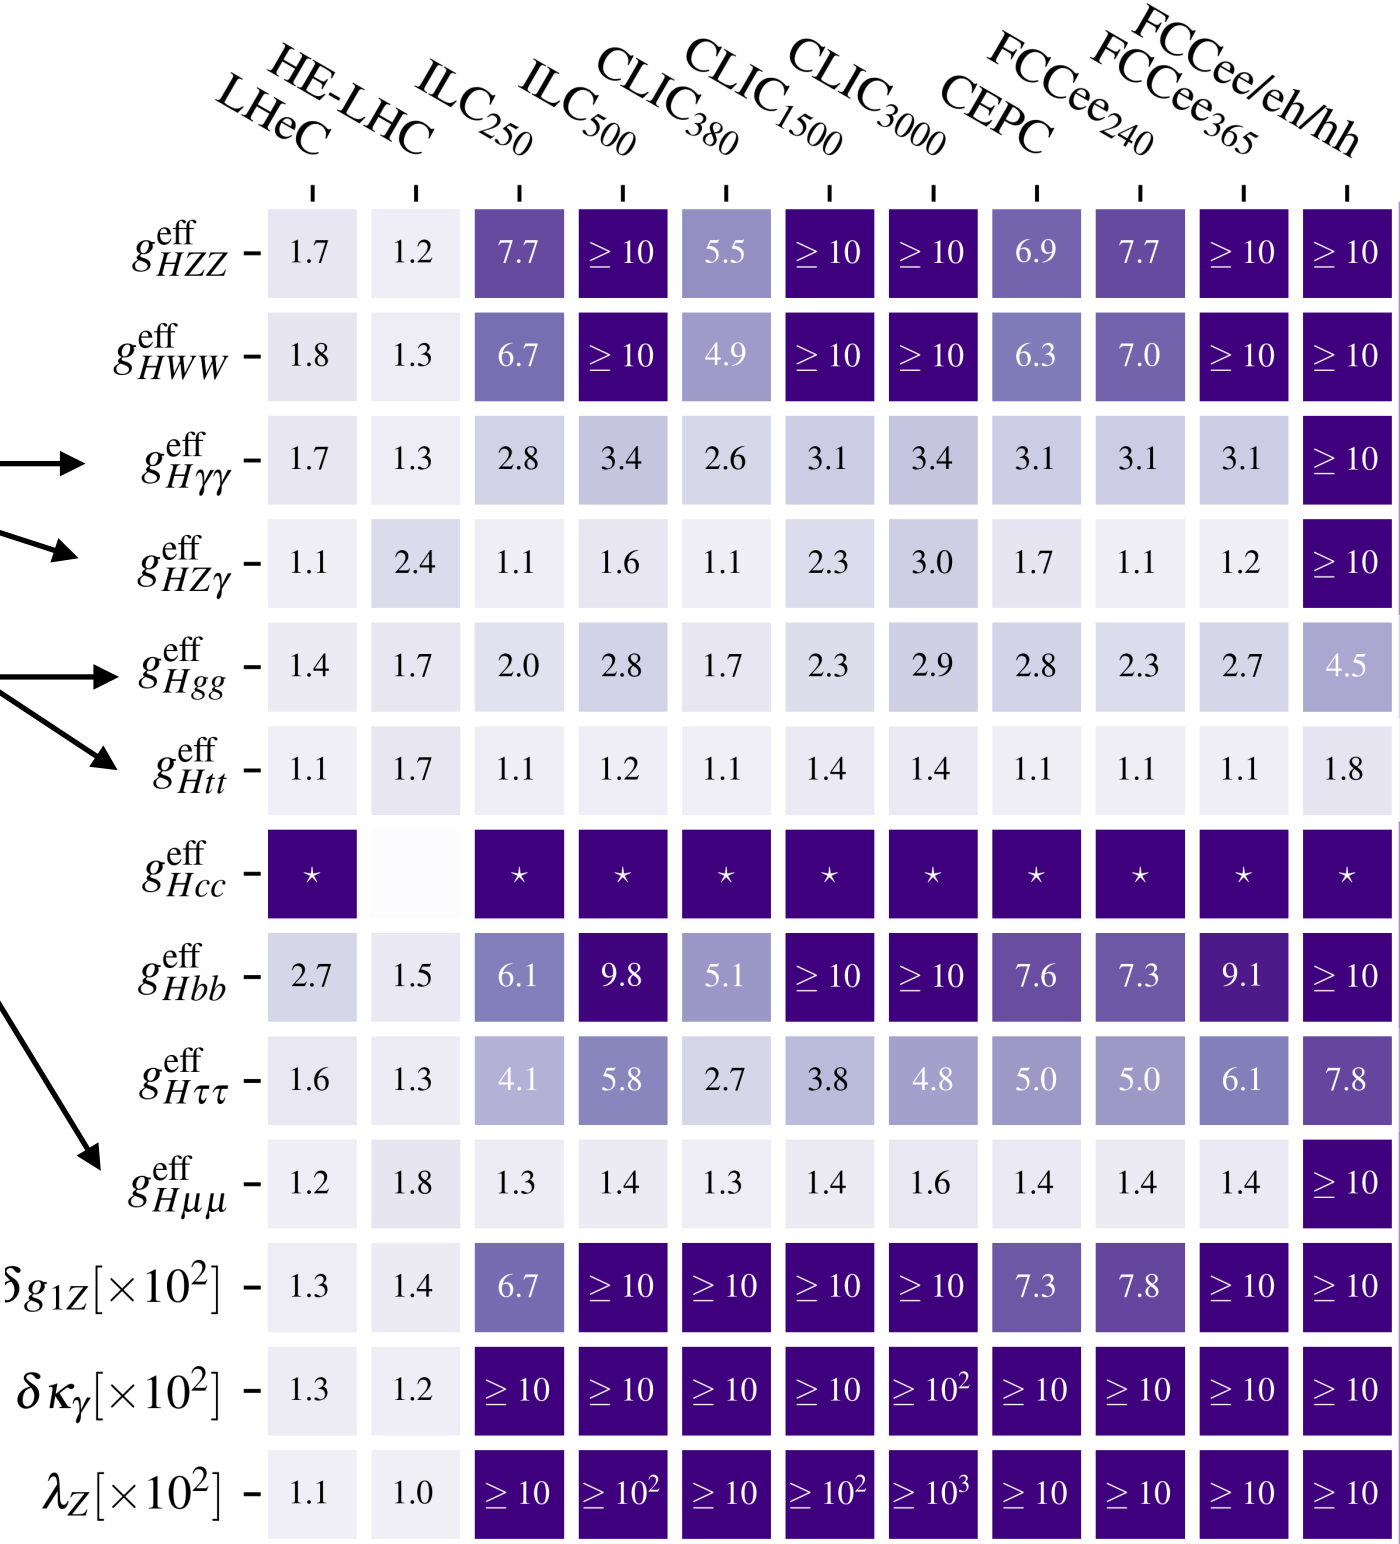 LHeC HE-LHC ILC250 ILC500 CLIC380 CLIC1500 CLIC3000 CEPC FCCee240 FCCee365 FCCee/eh/hh
g^eff_HZZ 1.7 1.2 7.7 ≥ 10 5.5 ≥ 10 ≥ 10 6.9 7.7 ≥ 10 ≥ 10
g^eff_HWW 1.8 1.3 6.7 ≥ 10 4.9 ≥ 10 ≥ 10 6.3 7.0 ≥ 10 ≥ 10
g^eff_Hγγ 1.7 1.3 2.8 3.4 2.6 3.1 3.4 3.1 3.1 3.1 ≥ 10
g^eff_HZγ 1.1 2.4 1.1 1.6 1.1 2.3 3.0 1.7 1.1 1.2 ≥ 10
g^eff_Hgg 1.4 1.7 2.0 2.8 1.7 2.3 2.9 2.8 2.3 2.7 4.5
g^eff_Htt 1.1 1.7 1.1 1.2 1.1 1.4 1.4 1.1 1.1 1.1 1.8
g^eff_Hcc ⋆ ⋆ ⋆ ⋆ ⋆ ⋆ ⋆ ⋆ ⋆ ⋆
g^eff_Hbb 2.7 1.5 6.1 9.8 5.1 ≥ 10 ≥ 10 7.6 7.3 9.1 ≥ 10
g^eff_Hττ 1.6 1.3 4.1 5.8 2.7 3.8 4.8 5.0 5.0 6.1 7.8
g^eff_Hμμ 1.2 1.8 1.3 1.4 1.3 1.4 1.6 1.4 1.4 1.4 ≥ 10
δg1Z[×10²] 1.3 1.4 6.7 ≥ 10 ≥ 10 ≥ 10 ≥ 10 7.3 7.8 ≥ 10 ≥ 10
δκγ[×10²] 1.3 1.2 ≥ 10 ≥ 10 ≥ 10 ≥ 10 ≥ 10² ≥ 10 ≥ 10 ≥ 10 ≥ 10
λZ[×10²] 1.1 1.0 ≥ 10 ≥ 10² ≥ 10 ≥ 10² ≥ 10³ ≥ 10 ≥ 10 ≥ 10 ≥ 10